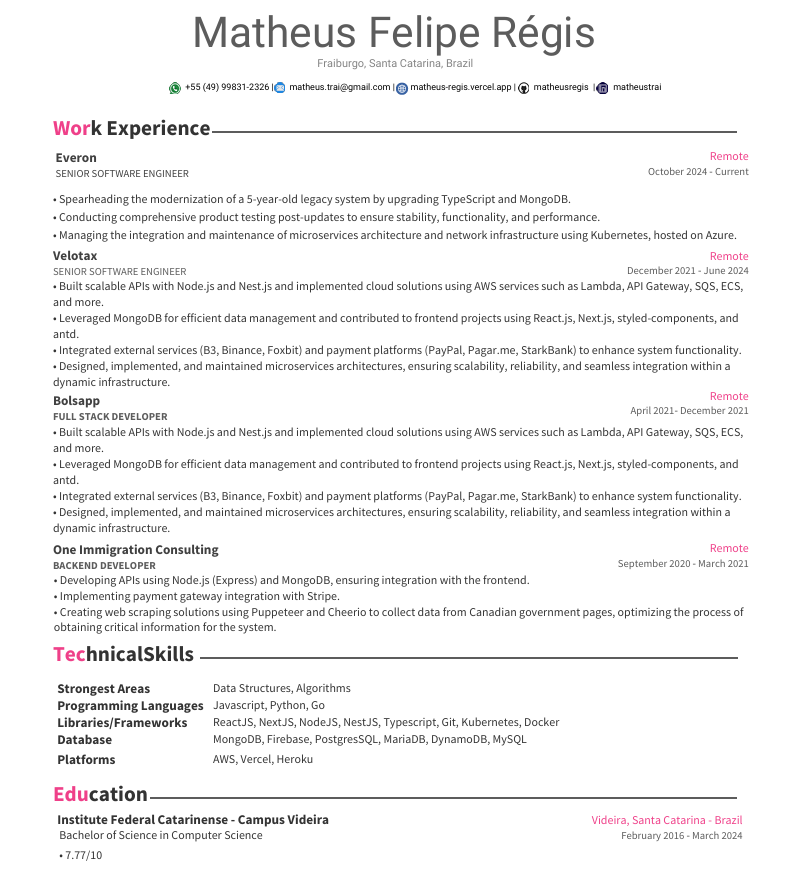 Matheus Felipe Régis
Fraiburgo, Santa Catarina, Brazil
+55 (49) 99831-2326 | matheus.trai@gmail.com | matheus-regis.vercel.app | matheusregis | matheustrai
Work Experience
Everon Remote
SENIOR SOFTWARE ENGINEER October 2024 - Current
• Spearheading the modernization of a 5-year-old legacy system by upgrading TypeScript and MongoDB.
• Conducting comprehensive product testing post-updates to ensure stability, functionality, and performance.
• Managing the integration and maintenance of microservices architecture and network infrastructure using Kubernetes, hosted on Azure.
Velotax Remote
SENIOR SOFTWARE ENGINEER December 2021 - June 2024
• Built scalable APIs with Node.js and Nest.js and implemented cloud solutions using AWS services such as Lambda, API Gateway, SQS, ECS,
and more.
• Leveraged MongoDB for efficient data management and contributed to frontend projects using React.js, Next.js, styled-components, and
antd.
• Integrated external services (B3, Binance, Foxbit) and payment platforms (PayPal, Pagar.me, StarkBank) to enhance system functionality.
• Designed, implemented, and maintained microservices architectures, ensuring scalability, reliability, and seamless integration within a
dynamic infrastructure.
Bolsapp Remote
FULL STACK DEVELOPER April 2021- December 2021
• Built scalable APIs with Node.js and Nest.js and implemented cloud solutions using AWS services such as Lambda, API Gateway, SQS, ECS,
and more.
• Leveraged MongoDB for efficient data management and contributed to frontend projects using React.js, Next.js, styled-components, and
antd.
• Integrated external services (B3, Binance, Foxbit) and payment platforms (PayPal, Pagar.me, StarkBank) to enhance system functionality.
• Designed, implemented, and maintained microservices architectures, ensuring scalability, reliability, and seamless integration within a
dynamic infrastructure.
One Immigration Consulting Remote
BACKEND DEVELOPER September 2020 - March 2021
• Developing APIs using Node.js (Express) and MongoDB, ensuring integration with the frontend.
• Implementing payment gateway integration with Stripe.
• Creating web scraping solutions using Puppeteer and Cheerio to collect data from Canadian government pages, optimizing the process of
obtaining critical information for the system.
TechnicalSkills
Strongest Areas Data Structures, Algorithms
Programming Languages Javascript, Python, Go
Libraries/Frameworks ReactJS, NextJS, NodeJS, NestJS, Typescript, Git, Kubernetes, Docker
Database MongoDB, Firebase, PostgresSQL, MariaDB, DynamoDB, MySQL
Platforms AWS, Vercel, Heroku
Education
Institute Federal Catarinense - Campus Videira Videira, Santa Catarina - Brazil
Bachelor of Science in Computer Science February 2016 - March 2024
• 7.77/10